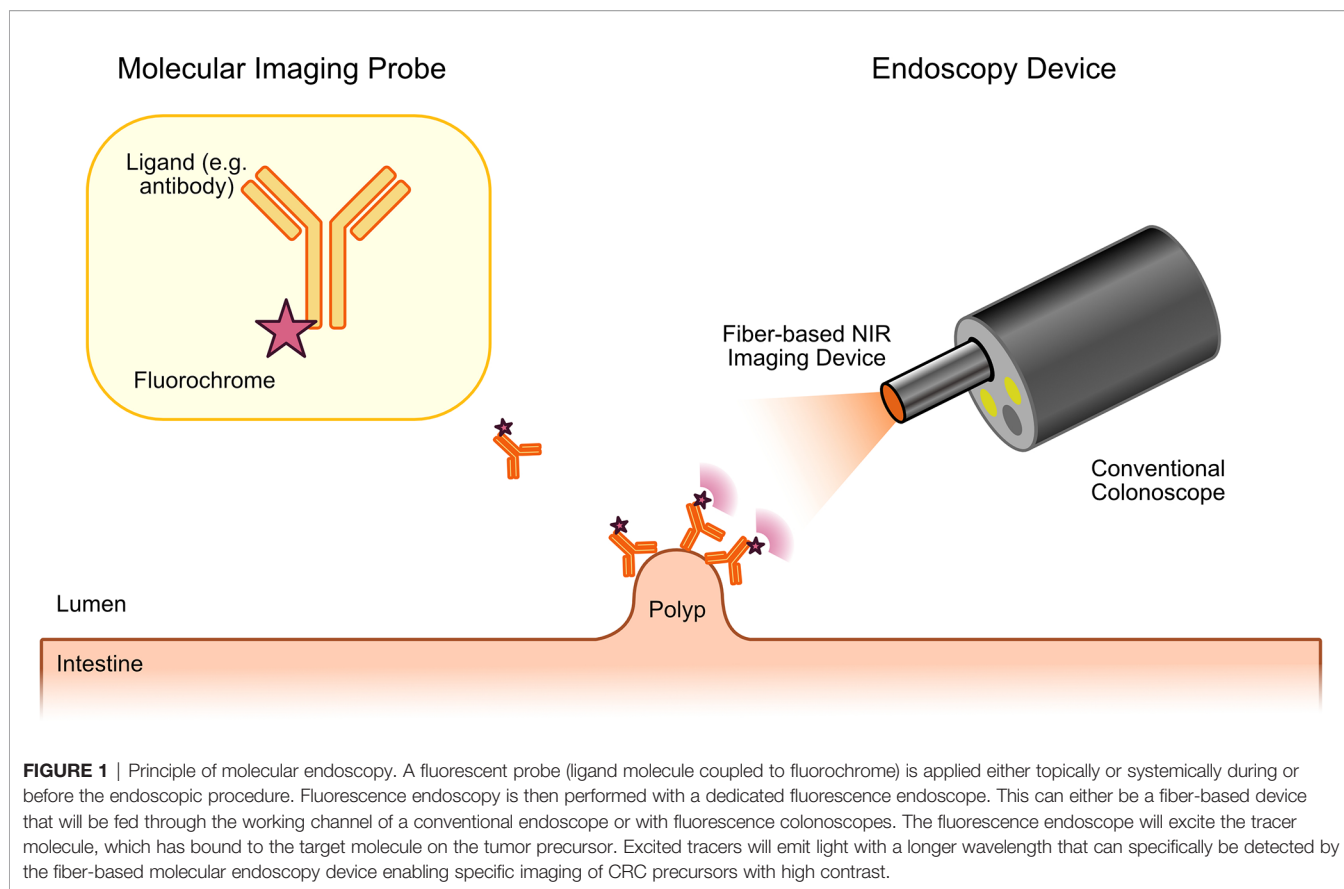 Molecular Imaging Probe
Endoscopy Device
Ligand (e.g.
antibody)
Fluorochrome
Fiber-based NIR
Imaging Device
Conventional
Colonoscope
Polyp
Lumen
Intestine
FIGURE 1 | Principle of molecular endoscopy. A fluorescent probe (ligand molecule coupled to fluorochrome) is applied either topically or systemically during or
before the endoscopic procedure. Fluorescence endoscopy is then performed with a dedicated fluorescence endoscope. This can either be a fiber-based device
that will be fed through the working channel of a conventional endoscope or with fluorescence colonoscopes. The fluorescence endoscope will excite the tracer
molecule, which has bound to the target molecule on the tumor precursor. Excited tracers will emit light with a longer wavelength that can specifically be detected by
the fiber-based molecular endoscopy device enabling specific imaging of CRC precursors with high contrast.